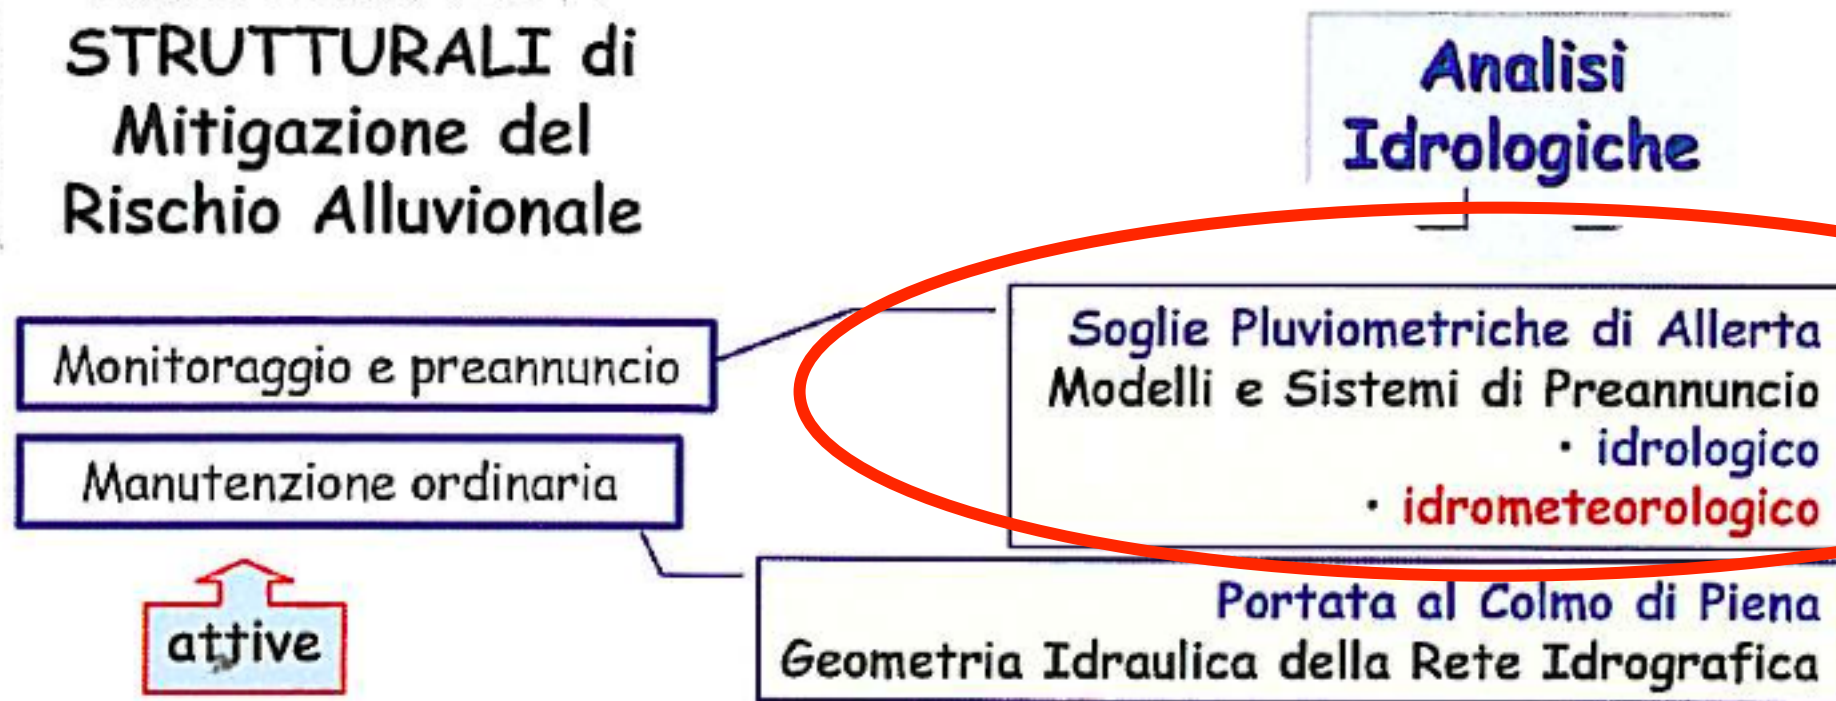 STRUTTURALI di
Mitigazione del
Rischio Alluvionale
Analisi
Idrologiche
Monitoraggio e preannuncio
Soglie Pluviometriche di Allerta
Modelli e Sistemi di Preannuncio
· idrologico
· idrometeorologico
Manutenzione ordinaria
attive
Portata al Colmo di Piena
Geometria Idraulica della Rete Idrografica